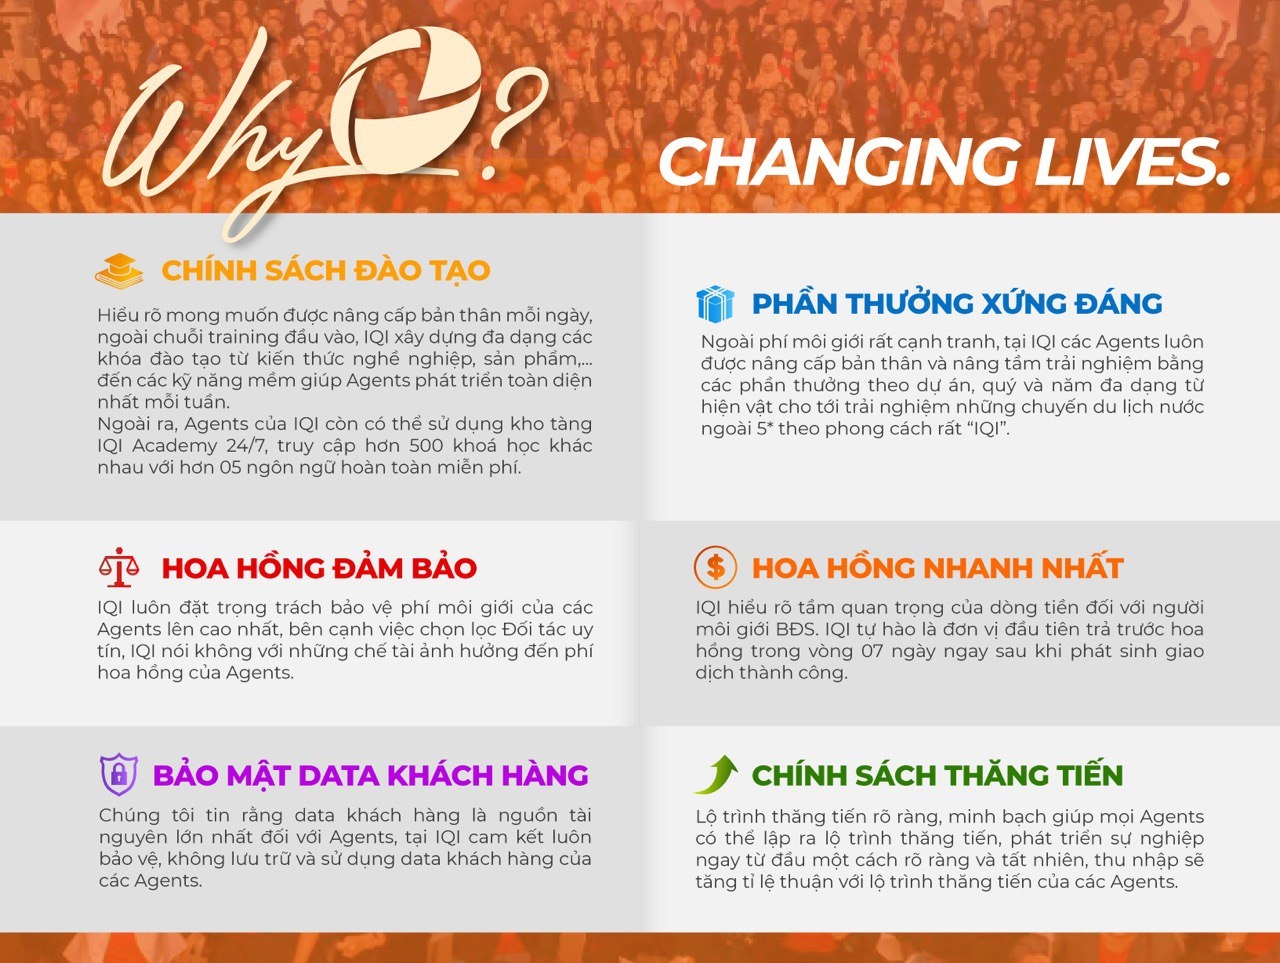 Why ?
CHANGING LIVES.
CHÍNH SÁCH ĐÀO TẠO
Hiểu rõ mong muốn được nâng cấp bản thân mỗi ngày,
ngoài chuỗi training đầu vào, IQI xây dựng đa dạng các
khóa đào tạo từ kiến thức nghề nghiệp, sản phẩm,...
đến các kỹ năng mềm giúp Agents phát triển toàn diện
nhất mỗi tuần.
Ngoài ra, Agents của IQI còn có thể sử dụng kho tàng
IQI Academy 24/7, truy cập hơn 500 khoá học khác
nhau với hơn 05 ngôn ngữ hoàn toàn miễn phí.
PHẦN THƯỞNG XỨNG ĐÁNG
Ngoài phí môi giới rất cạnh tranh, tại IQI các Agents luôn
được nâng cấp bản thân và nâng tầm trải nghiệm bằng
các phần thưởng theo dự án, quý và năm đa dạng từ
hiện vật cho tới trải nghiệm những chuyến du lịch nước
ngoài 5* theo phong cách rất “IQI”.
HOA HỒNG ĐẢM BẢO
IQI luôn đặt trọng trách bảo vệ phí môi giới của các
Agents lên cao nhất, bên cạnh việc chọn lọc Đối tác uy
tín, IQI nói không với những chế tài ảnh hưởng đến phí
hoa hồng của Agents.
HOA HỒNG NHANH NHẤT
IQI hiểu rõ tầm quan trọng của dòng tiền đối với người
môi giới BĐS. IQI tự hào là đơn vị đầu tiên trả trước hoa
hồng trong vòng 07 ngày ngay sau khi phát sinh giao
dịch thành công.
BẢO MẬT DATA KHÁCH HÀNG
Chúng tôi tin rằng data khách hàng là nguồn tài
nguyên lớn nhất đối với Agents, tại IQI cam kết luôn
bảo vệ, không lưu trữ và sử dụng data khách hàng của
các Agents.
CHÍNH SÁCH THĂNG TIẾN
Lộ trình thăng tiến rõ ràng, minh bạch giúp mọi Agents
có thể lập ra lộ trình thăng tiến, phát triển sự nghiệp
ngay từ đầu một cách rõ ràng và tất nhiên, thu nhập sẽ
tăng tỉ lệ thuận với lộ trình thăng tiến của các Agents.